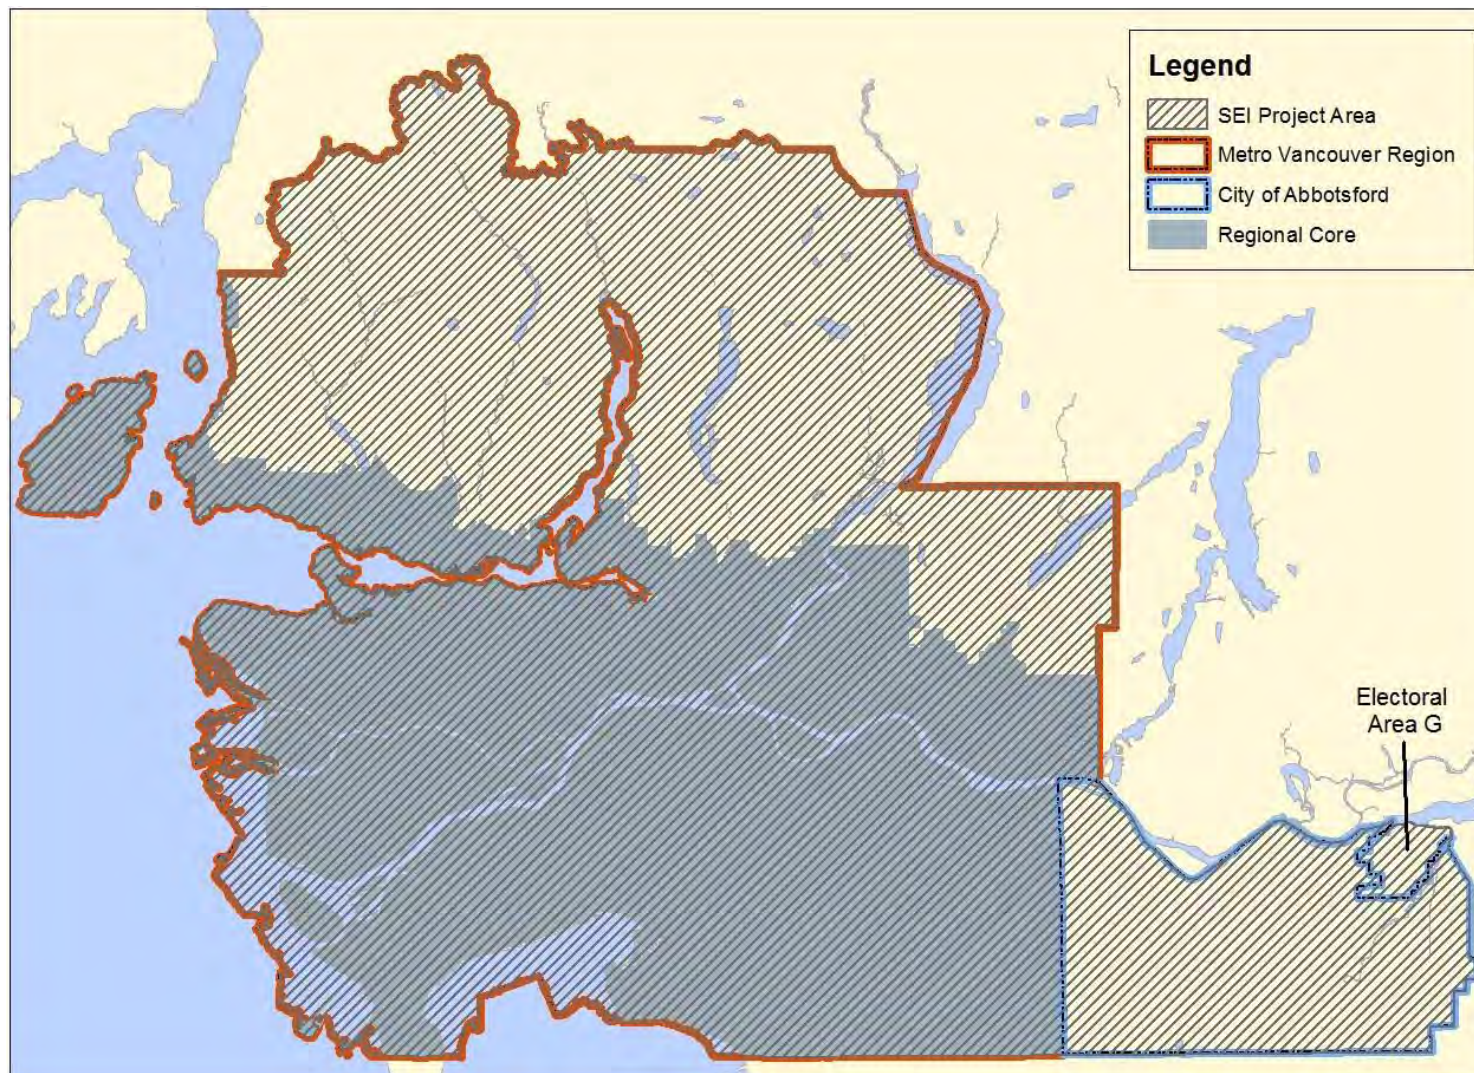 Legend
SEI Project Area
Metro Vancouver Region
City of Abbotsford
Regional Core
Electoral
Area G